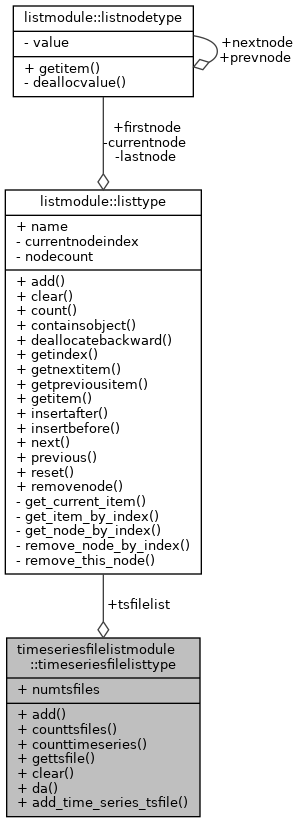 listmodule::listnodetype
- value
+ getitem()
- deallocvalue()
+nextnode
+prevnode
+firstnode
-currentnode
-lastnode
listmodule::listtype
+ name
- currentnodeindex
- nodecount
+ add()
+ clear()
+ count()
+ containsobject()
+ deallocatebackward()
+ getindex()
+ getnextitem()
+ getpreviousitem()
+ getitem()
+ insertafter()
+ insertbefore()
+ next()
+ previous()
+ reset()
+ removenode()
- get_current_item()
- get_item_by_index()
- get_node_by_index()
- remove_node_by_index()
- remove_this_node()
+tsfilelist
timeseriesfilelistmodule
::timeseriesfilelisttype
+ numtsfiles
+ add()
+ counttsfiles()
+ counttimeseries()
+ gettsfile()
+ clear()
+ da()
+ add_time_series_tsfile()